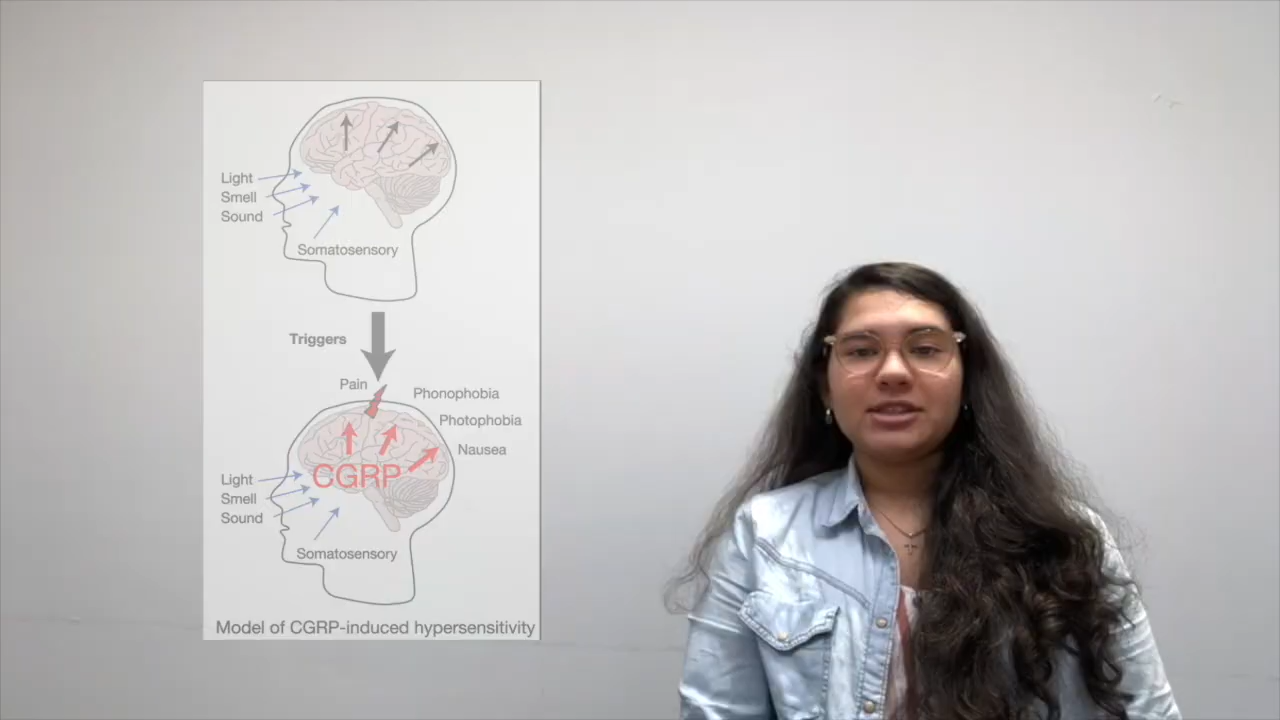 Light
Smell
Sound
Somatosensory
Triggers
Pain
Phonophobia
Photophobia
Nausea
CGRP
Light
Smell
Sound
Somatosensory
Model of CGRP-induced hypersensitivity